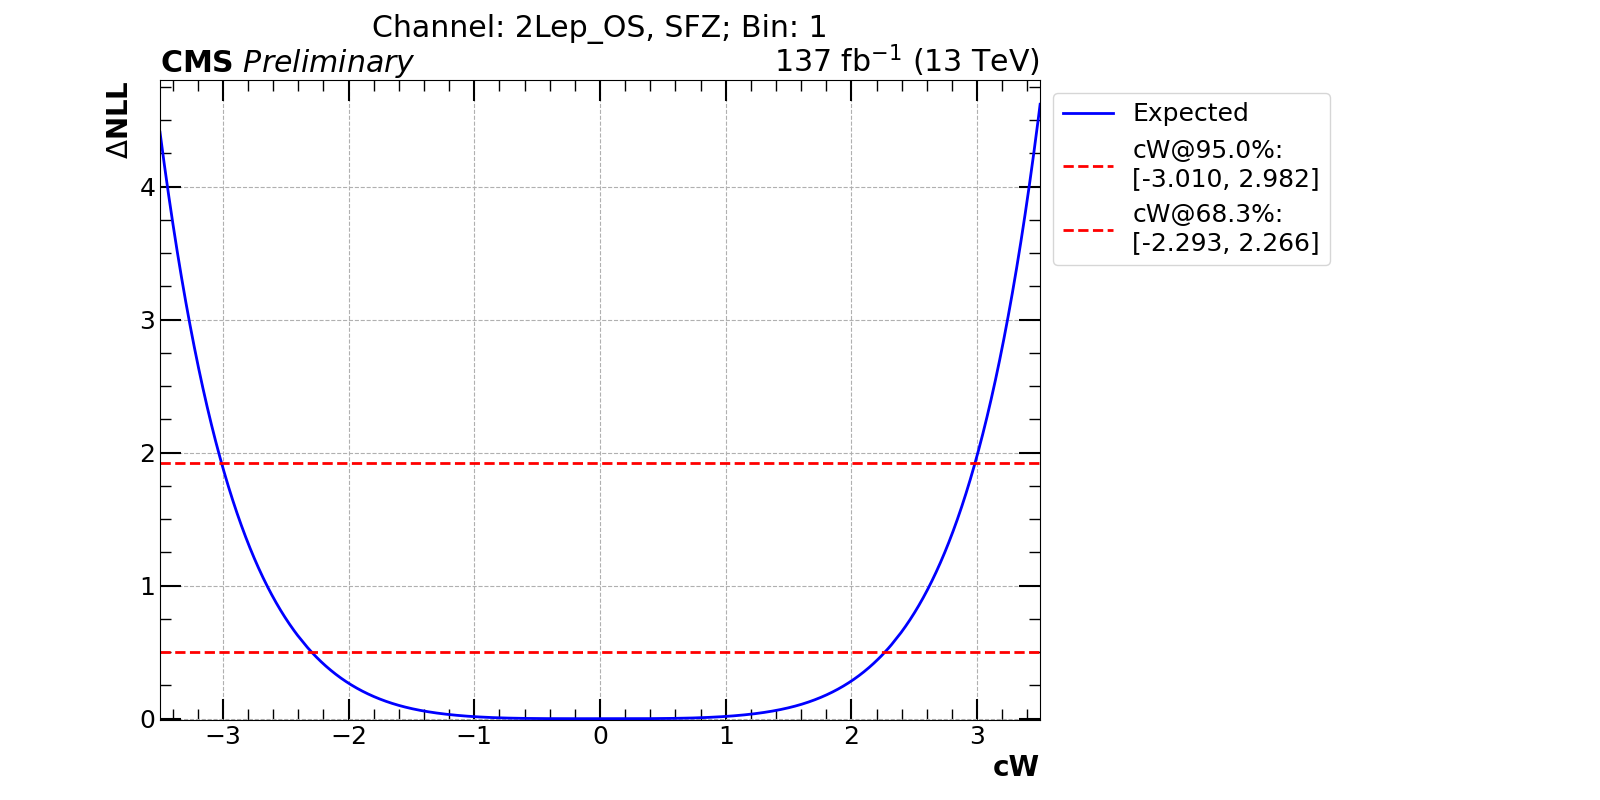 Channel: 2Lep_OS, SFZ; Bin: 1
CMS Preliminary
137 fb⁻¹ (13 TeV)
ΔNLL
4
3
2
1
0
−3
−2
−1
0
1
2
3
cW
Expected
cW@95.0%:
[-3.010, 2.982]
cW@68.3%:
[-2.293, 2.266]